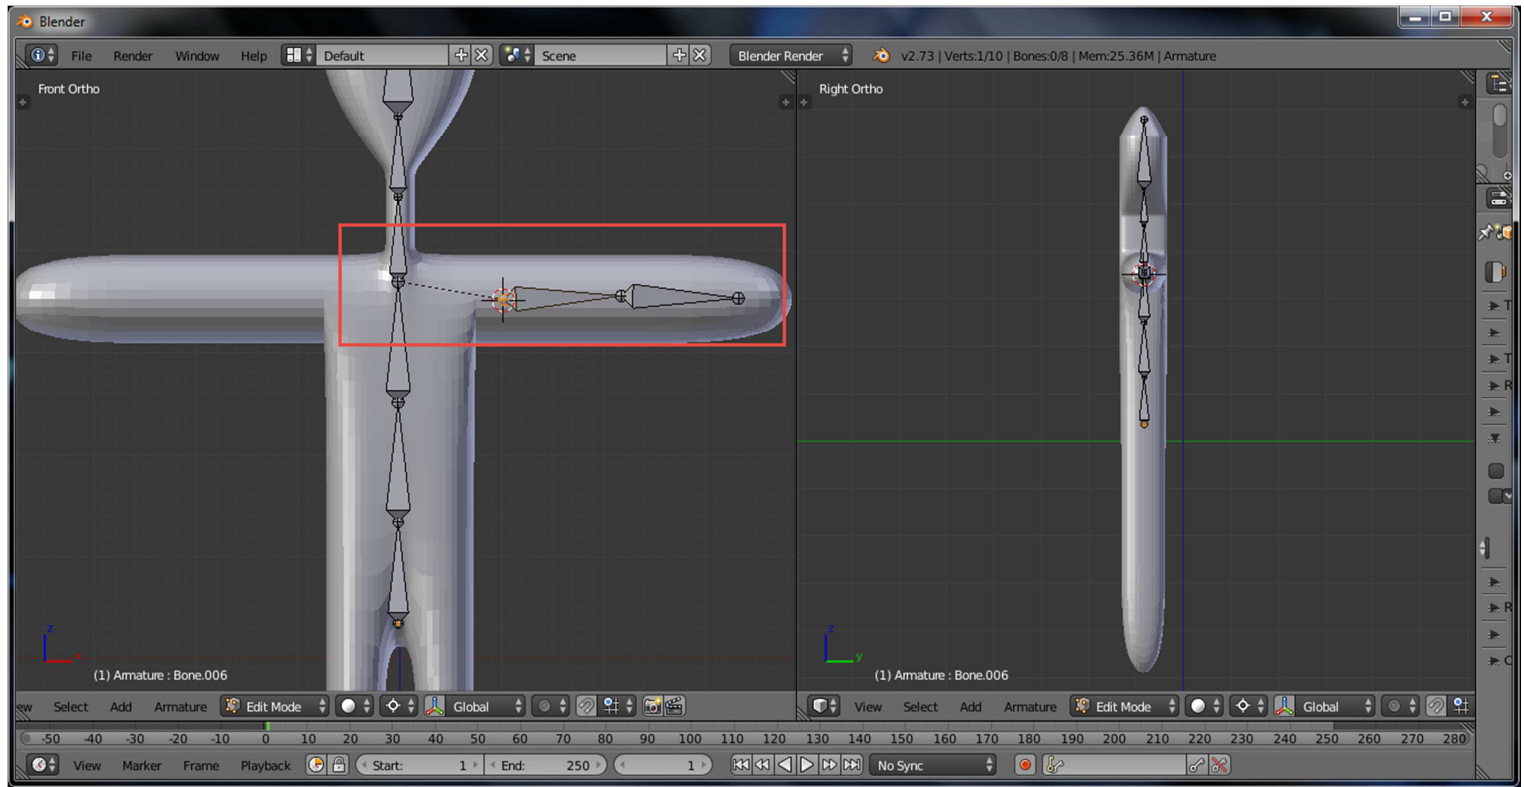 Blender
File Render Window Help Default Scene Blender Render v2.73 | Verts:1/10 | Bones:0/8 | Mem:25.36M | Armature
Front Ortho
Right Ortho
T
T
R
R
C
z
x
z
y
(1) Armature : Bone.006
(1) Armature : Bone.006
ew Select Add Armature Edit Mode Global
View Select Add Armature Edit Mode Global
-50 -40 -30 -20 -10 0 10 20 30 40 50 60 70 80 90 100 110 120 130 140 150 160 170 180 190 200 210 220 230 240 250 260 270 280
View Marker Frame Playback Start: 1 End: 250 1 No Sync